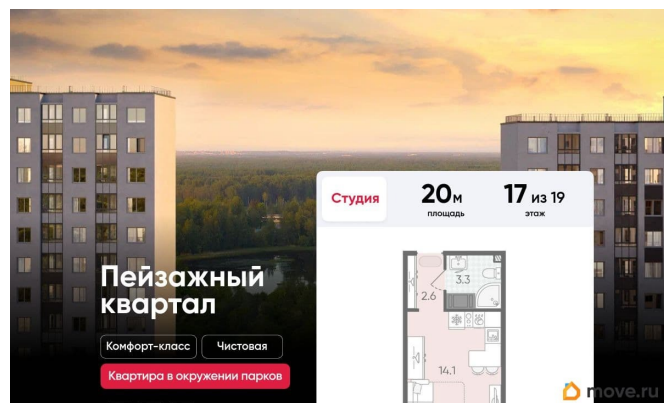 Студия
20м
площадь
17 из 19
этаж
Пейзажный
квартал
Комфорт-класс
Чистовая
Квартира в окружении парков
3.3
2.6
14.1
move.ru